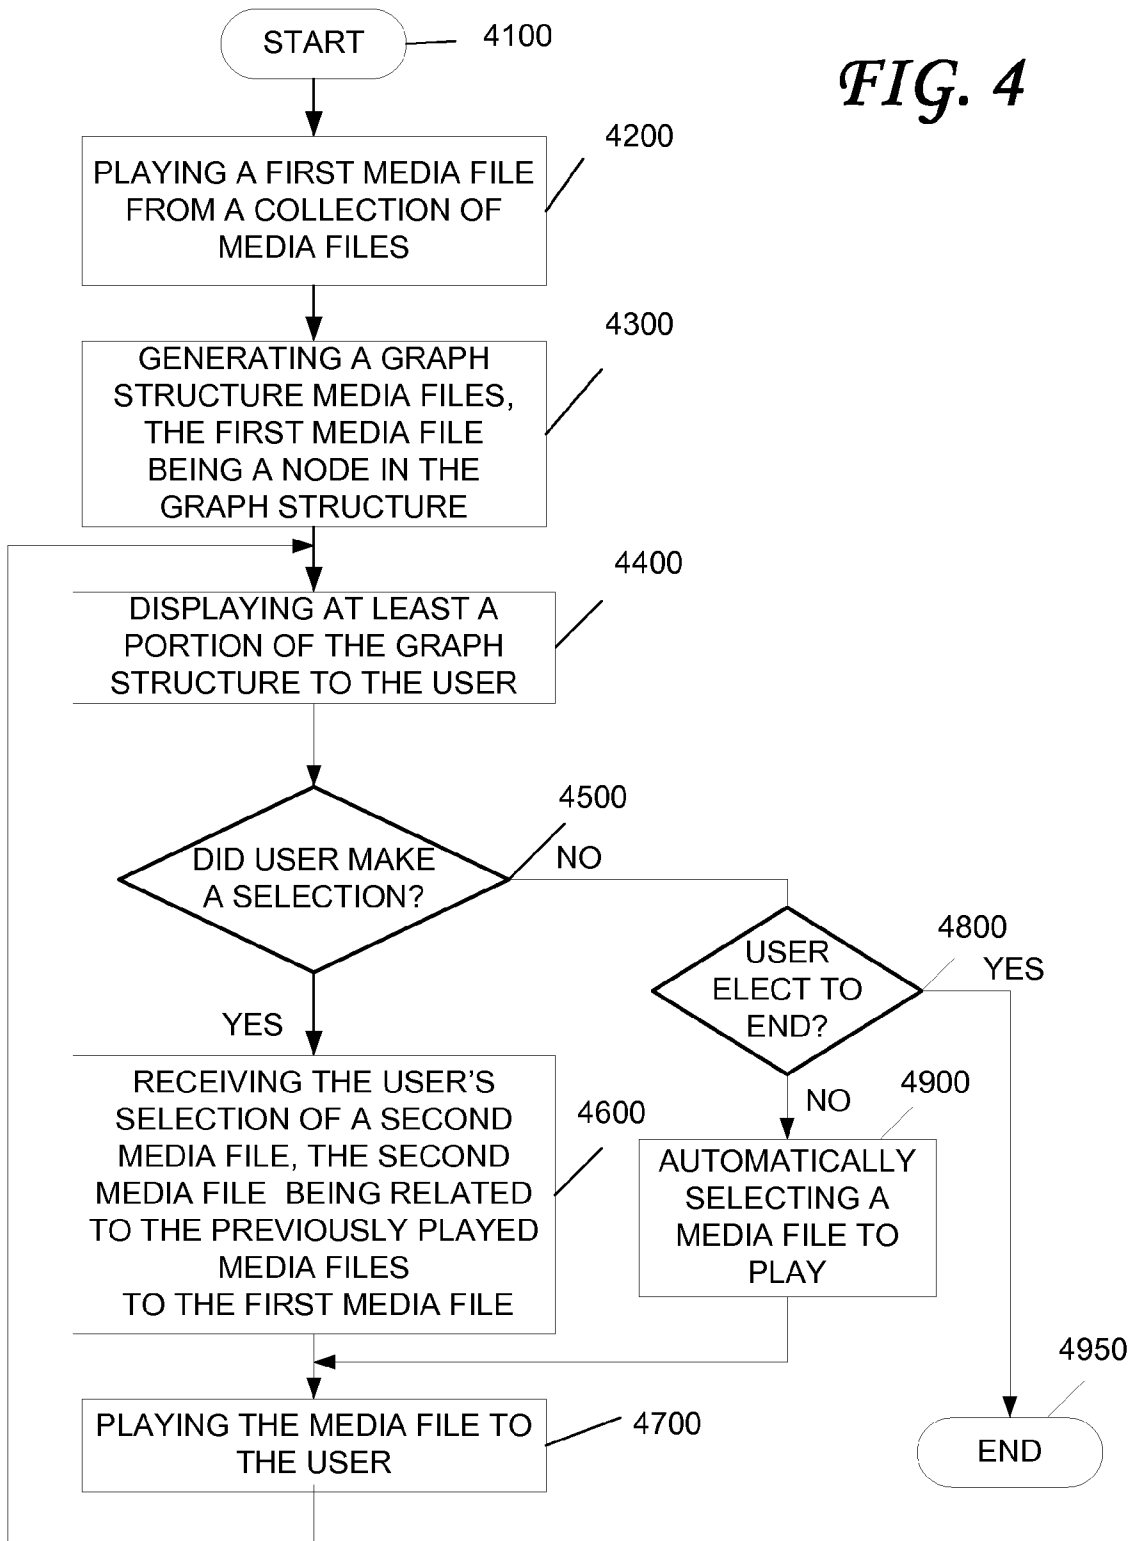 START
4100
FIG. 4
4200
PLAYING A FIRST MEDIA FILE
FROM A COLLECTION OF
MEDIA FILES
4300
GENERATING A GRAPH
STRUCTURE MEDIA FILES,
THE FIRST MEDIA FILE
BEING A NODE IN THE
GRAPH STRUCTURE
4400
DISPLAYING AT LEAST A
PORTION OF THE GRAPH
STRUCTURE TO THE USER
4500
DID USER MAKE
A SELECTION?
NO
4800
USER
ELECT TO
END?
YES
YES
4600
RECEIVING THE USER'S
SELECTION OF A SECOND
MEDIA FILE, THE SECOND
MEDIA FILE  BEING RELATED
TO THE PREVIOUSLY PLAYED
MEDIA FILES
TO THE FIRST MEDIA FILE
NO
4900
AUTOMATICALLY
SELECTING A
MEDIA FILE TO
PLAY
4700
PLAYING THE MEDIA FILE TO
THE USER
4950
END